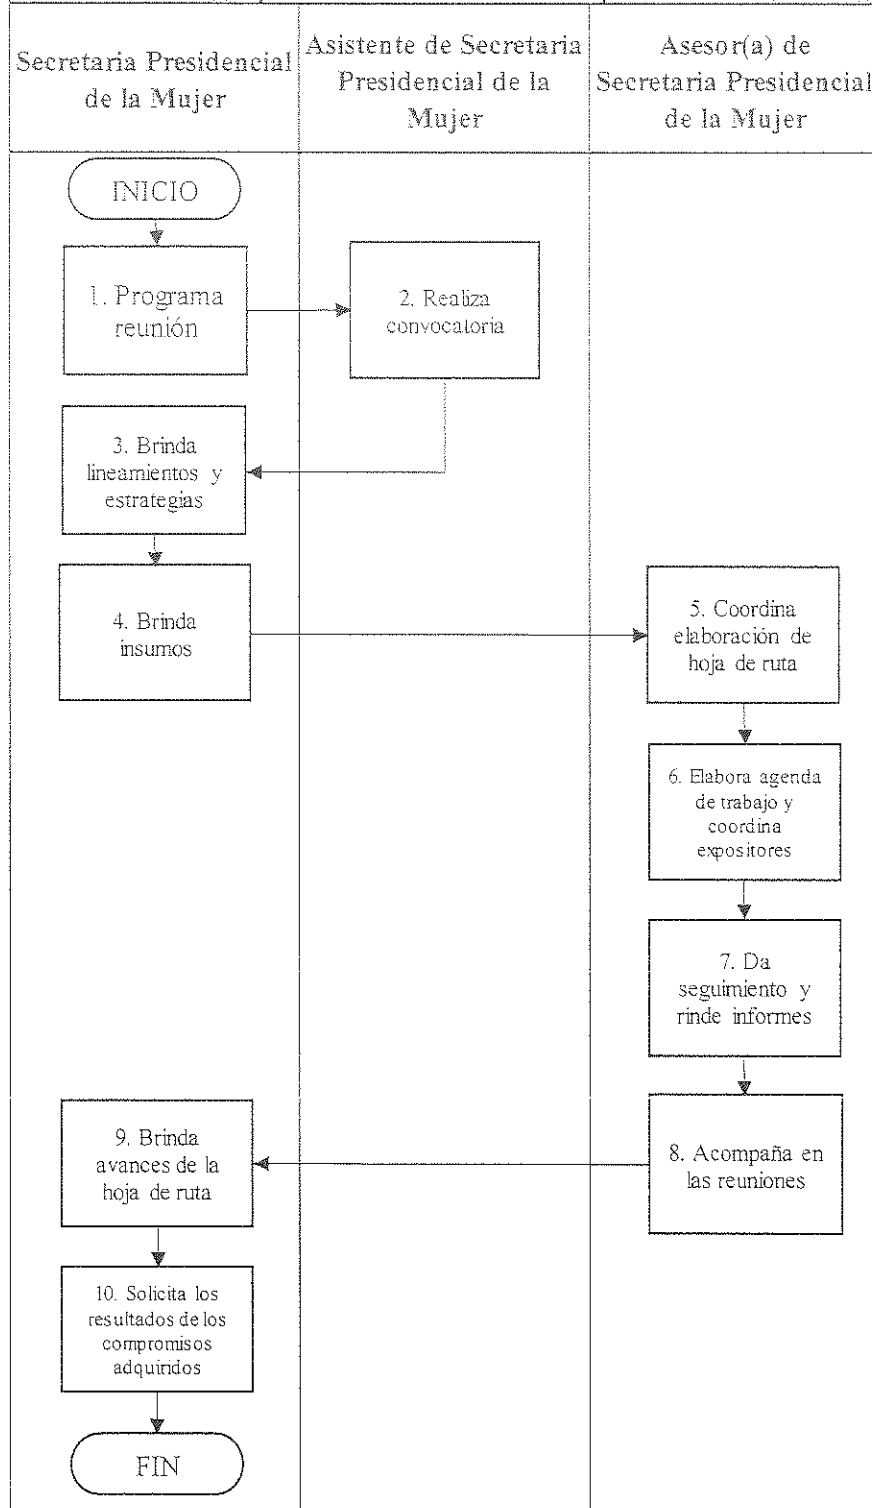 Secretaria Presidencial
de la Mujer
Asistente de Secretaria
Presidencial de la
Mujer
Asesor(a) de
Secretaria Presidencial
de la Mujer
INICIO
1. Programa
reunión
2. Realiza
convocatoria
3. Brinda
lineamientos y
estrategias
4. Brinda
insumos
5. Coordina
elaboración de
hoja de ruta
6. Elabora agenda
de trabajo y
coordina
expositores
7. Da
seguimiento y
rinde informes
8. Acompaña en
las reuniones
9. Brinda
avances de la
hoja de ruta
10. Solicita los
resultados de los
compromisos
adquiridos
FIN